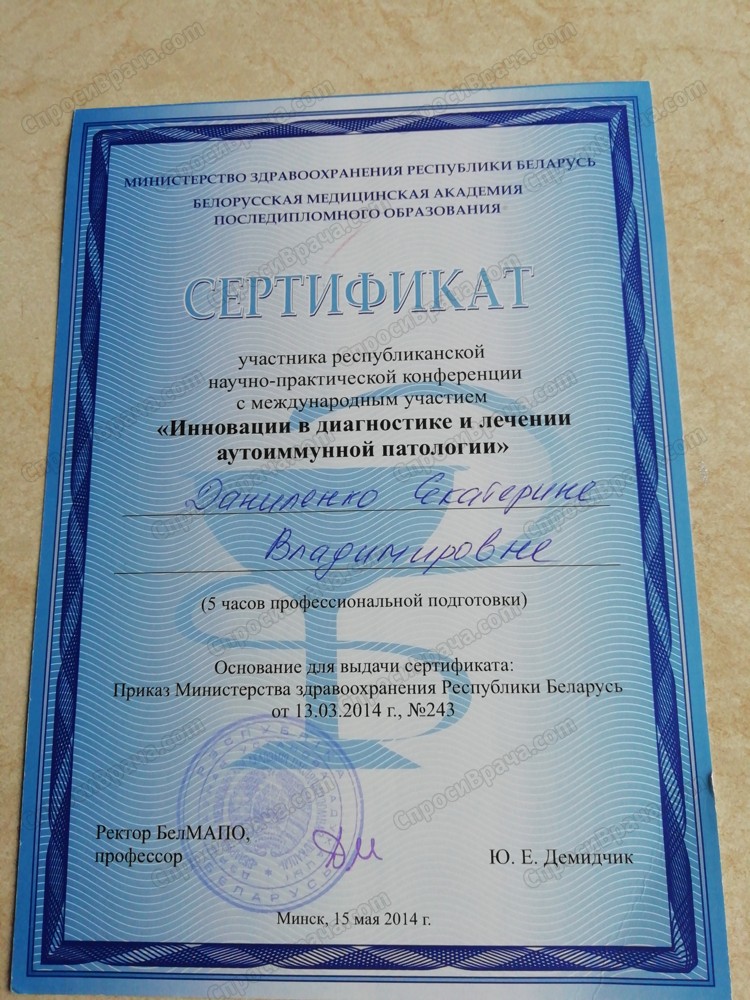 МИНИСТЕРСТВО ЗДРАВООХРАНЕНИЯ РЕСПУБЛИКИ БЕЛАРУСЬ
БЕЛОРУССКАЯ МЕДИЦИНСКАЯ АКАДЕМИЯ
ПОСЛЕДИПЛОМНОГО ОБРАЗОВАНИЯ
СЕРТИФИКАТ
участника республиканской
научно-практической конференции
с международным участием
«Инновации в диагностике и лечении
аутоиммунной патологии»
Даниленко Екатерине
Владимировне
(5 часов профессиональной подготовки)
Основание для выдачи сертификата:
Приказ Министерства здравоохранения Республики Беларусь
от 13.03.2014 г., №243
Ректор БелМАПО,
профессор
Ю. Е. Демидчик
Минск, 15 мая 2014 г.
СпросиВрача.com